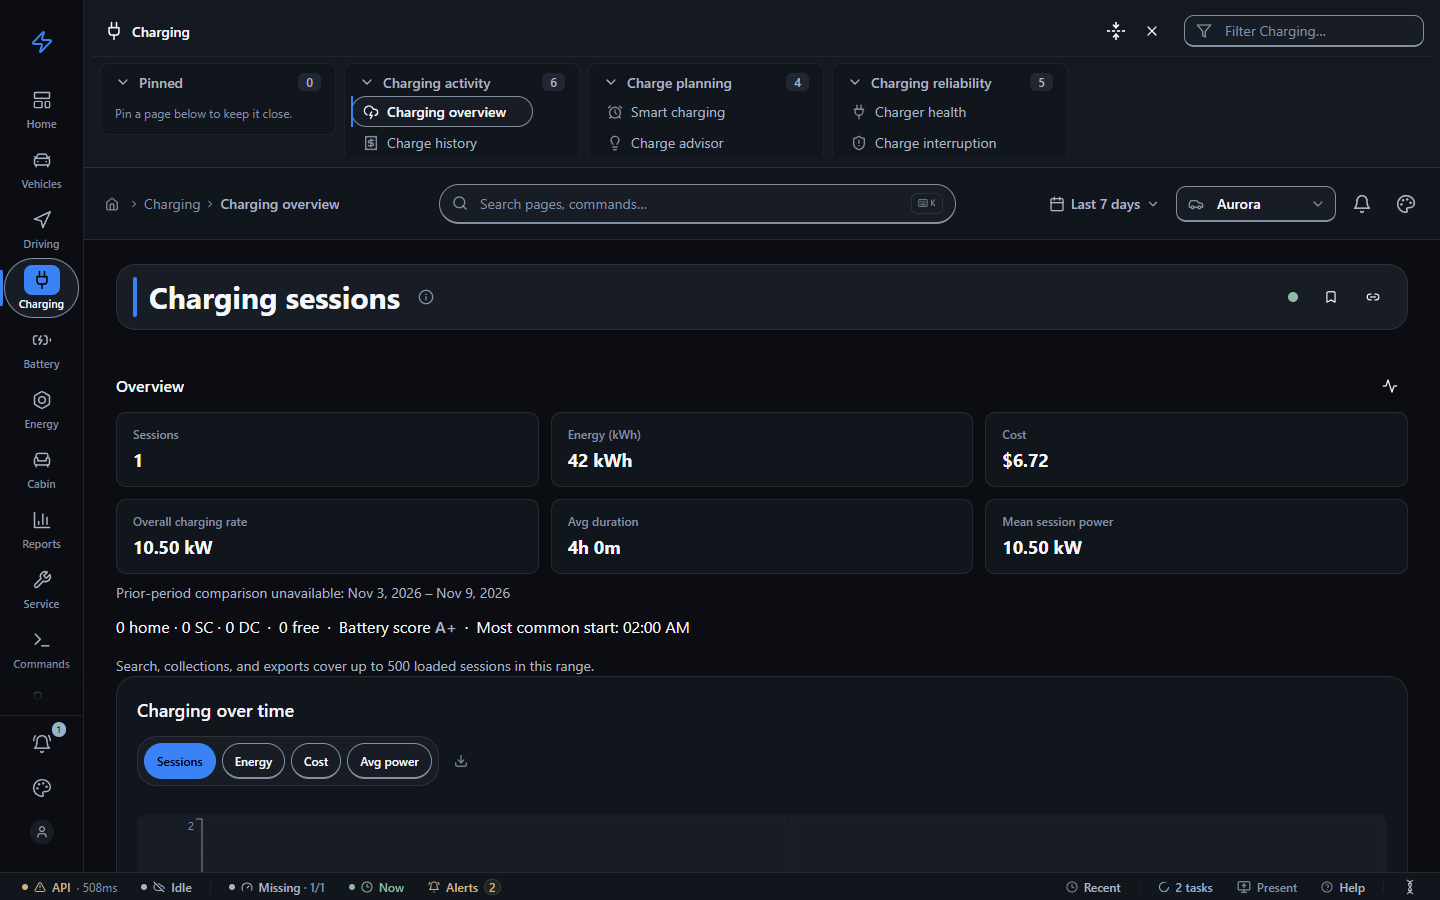 Charging
Filter Charging...
Pinned 0
Pin a page below to keep it close.
Charging activity 6
Charging overview
Charge history
Charge planning 4
Smart charging
Charge advisor
Charging reliability 5
Charger health
Charge interruption
Home
Vehicles
Driving
Charging
Battery
Energy
Cabin
Reports
Service
Commands
1
Charging > Charging overview
Search pages, commands...
K
Last 7 days
Aurora
Charging sessions
Overview
Sessions
1
Energy (kWh)
42 kWh
Cost
$6.72
Overall charging rate
10.50 kW
Avg duration
4h 0m
Mean session power
10.50 kW
Prior-period comparison unavailable: Nov 3, 2026 – Nov 9, 2026
0 home · 0 SC · 0 DC · 0 free · Battery score A+ · Most common start: 02:00 AM
Search, collections, and exports cover up to 500 loaded sessions in this range.
Charging over time
Sessions Energy Cost Avg power
2
API · 508ms Idle Missing · 1/1 Now Alerts 2 Recent 2 tasks Present Help